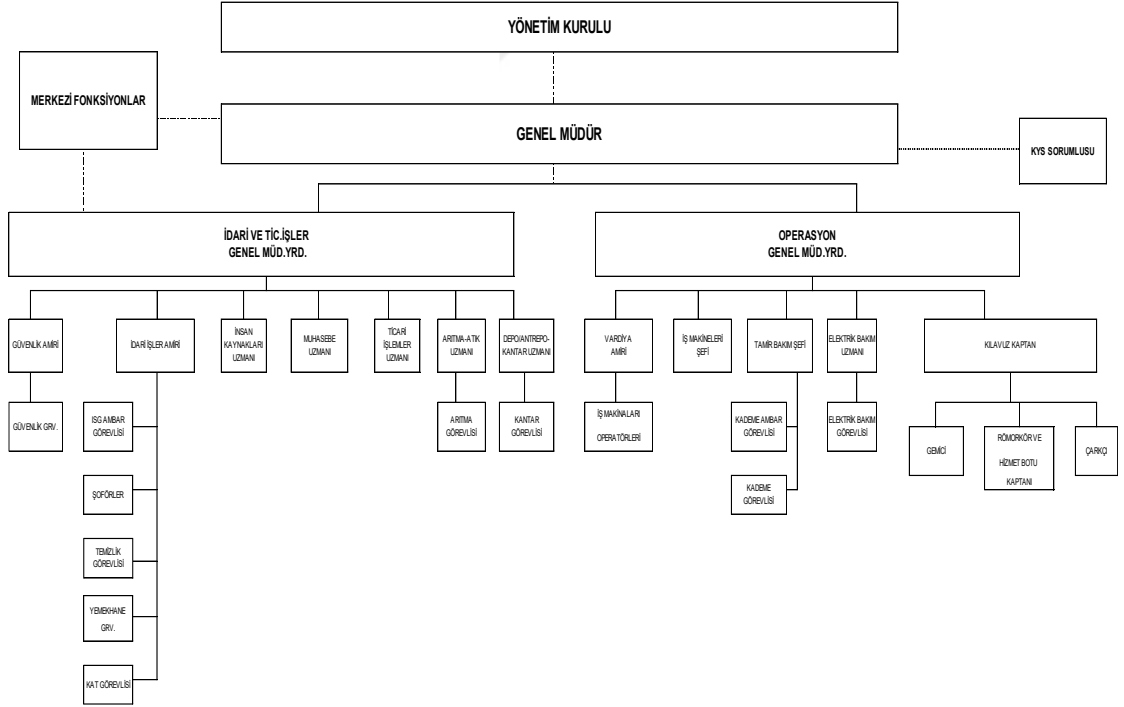 YÖNETİM KURULU
MERKEZİ FONKSİYONLAR
GENEL MÜDÜR
KYS SORUMLUSU
İDARİ VE TİC.İŞLER
GENEL MÜD.YRD.
OPERASYON
GENEL MÜD.YRD.
GÜVENLİK AMİRİ
İDARİ İŞLER AMİRİ
İNSAN
KAYNAKLARI
UZMANI
MUHASEBE
UZMANI
TİCARİ
İŞLEMLER
UZMANI
ARITMA-ATIK
UZMANI
DEPO/ANTREPO-
KANTAR UZMANI
VARDİYA
AMİRİ
İŞ MAKİNELERİ
ŞEFİ
TAMİR BAKIM ŞEFİ
ELEKTRİK BAKIM
UZMANI
KILAVUZ KAPTAN
GÜVENLİK GRV.
ISG AMBAR
GÖREVLİSİ
ARITMA
GÖREVLİSİ
KANTAR
GÖREVLİSİ
İŞ MAKİNALARI
OPERATÖRLERİ
KADEME AMBAR
GÖREVLİSİ
ELEKTRİK BAKIM
GÖREVLİSİ
GEMİCİ
RÖMORKÖR VE
HİZMET BOTU
KAPTANI
ÇARKÇI
ŞOFÖRLER
KADEME
GÖREVLİSİ
TEMİZLİK
GÖREVLİSİ
YEMEKHANE
GRV.
KAT GÖREVLİSİ